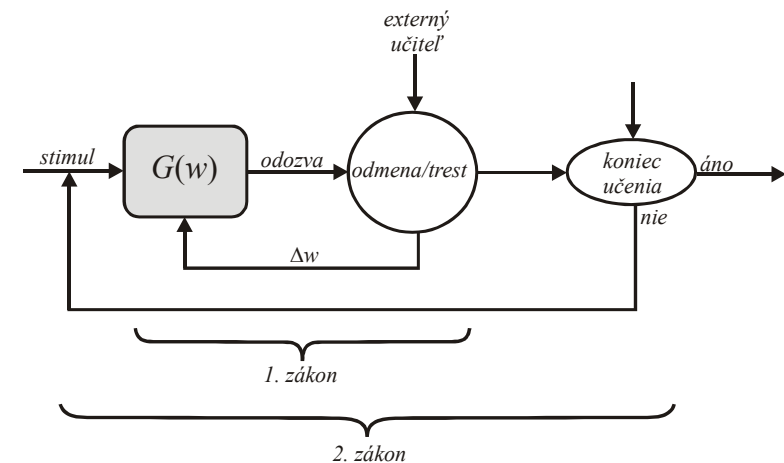 externý
učiteľ
stimul
G(w)
odozva
odmena/trest
koniec
učenia
áno
nie
Δw
1. zákon
2. zákon